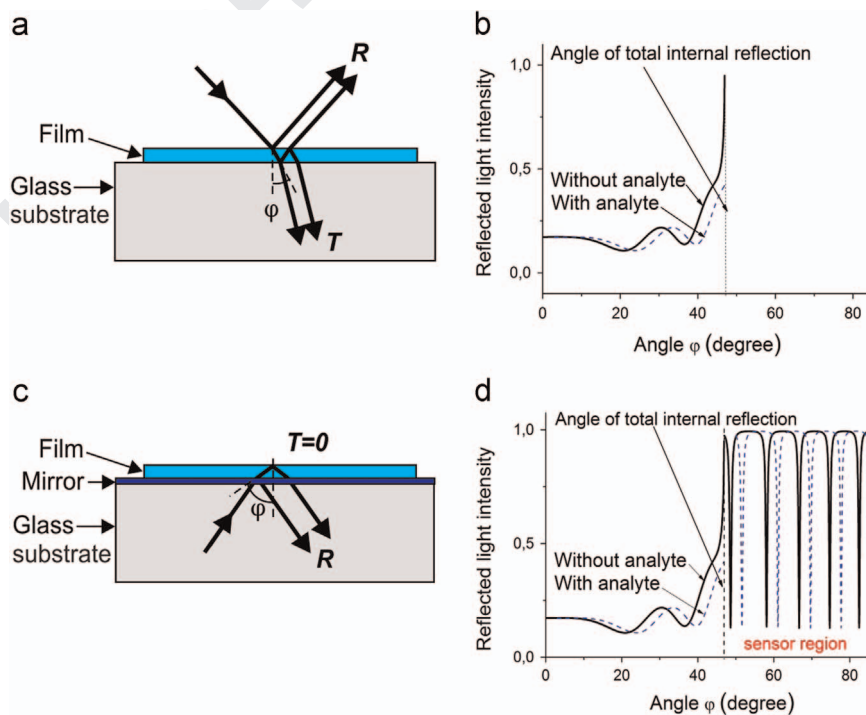 a
R
Film
Glass
substrate
φ
T
b
Reflected light intensity
1,0
0,5
0,0
Angle of total internal reflection
Without analyte
With analyte
0
20
40
60
80
Angle φ (degree)
c
T=0
Film
Mirror
Glass
substrate
φ
R
d
Reflected light intensity
1,0
0,5
0,0
Angle of total internal reflection
Without analyte
With analyte
sensor region
0
20
40
60
80
Angle φ (degree)